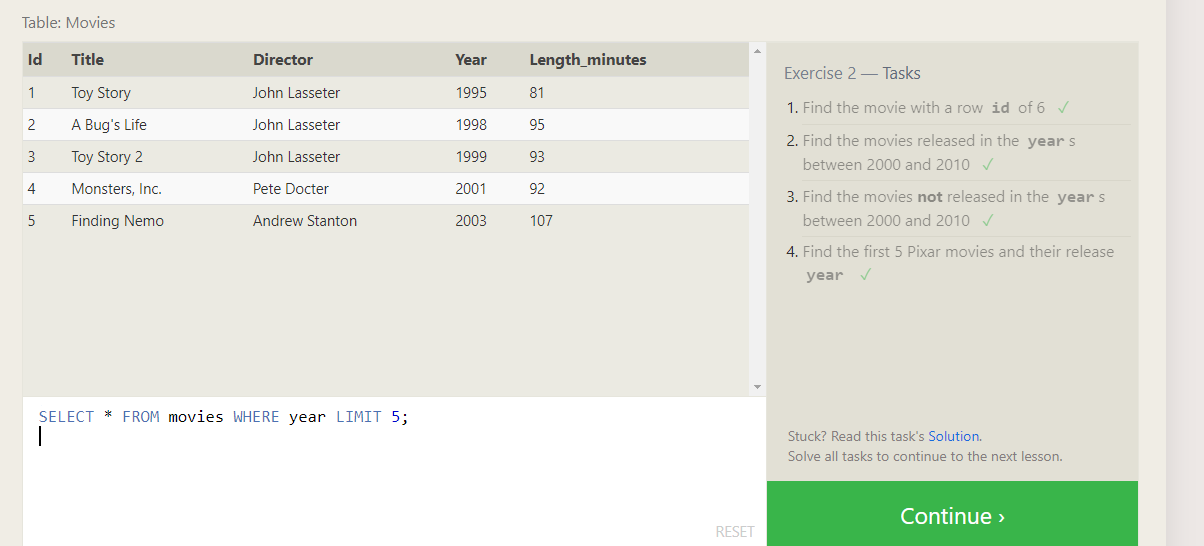 Table: Movies
Id Title Director Year Length_minutes
1 Toy Story John Lasseter 1995 81
2 A Bug's Life John Lasseter 1998 95
3 Toy Story 2 John Lasseter 1999 93
4 Monsters, Inc. Pete Docter 2001 92
5 Finding Nemo Andrew Stanton 2003 107
SELECT * FROM movies WHERE year LIMIT 5;
RESET
Exercise 2 — Tasks
1. Find the movie with a row id of 6 ✓
2. Find the movies released in the year s
between 2000 and 2010 ✓
3. Find the movies not released in the year s
between 2000 and 2010 ✓
4. Find the first 5 Pixar movies and their release
year ✓
Stuck? Read this task's Solution.
Solve all tasks to continue to the next lesson.
Continue ›